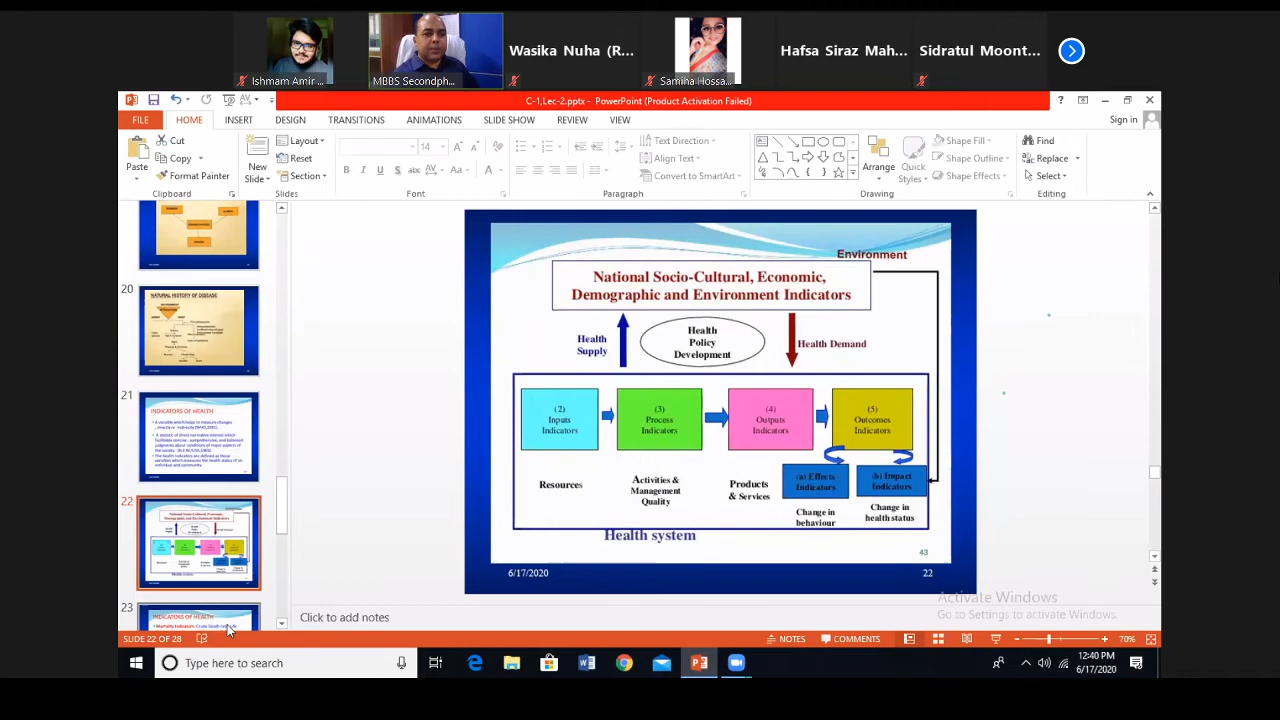 Wasika Nuha (R...
Hafsa Siraz Mah...
Sidratul Moont...
Ishmam Amir ...
MBBS Secondph...
Samiha Hossa...
C-1,Lec-2.pptx - PowerPoint (Product Activation Failed)
FILE HOME INSERT DESIGN TRANSITIONS ANIMATIONS SLIDE SHOW REVIEW VIEW Sign in
Paste
Cut
Copy
Format Painter
Clipboard
New
Slide
Layout
Reset
Section
Slides
14
B I U S abc AV Aa A
Font
Text Direction
Align Text
Convert to SmartArt
Paragraph
Arrange
Quick
Styles
Shape Fill
Shape Outline
Shape Effects
Drawing
Find
Replace
Select
Editing
20
NATURAL HISTORY OF DISEASE
21
INDICATORS OF HEALTH
22
23
INDICATORS OF HEALTH
Environment
National Socio-Cultural, Economic,
Demographic and Environment Indicators
Health
Supply
Health
Policy
Development
Health Demand
(2)
Inputs
Indicators
(3)
Process
Indicators
(4)
Outputs
Indicators
(5)
Outcomes
Indicators
(a) Effects
Indicators
(b) Impact
Indicators
Resources
Activities &
Management
Quality
Products
& Services
Change in
behaviour
Change in
health status
Health system
43
6/17/2020
22
Activate Windows
Go to Settings to activate Windows.
Click to add notes
SLIDE 22 OF 28
NOTES
COMMENTS
70%
Type here to search
12:40 PM
6/17/2020